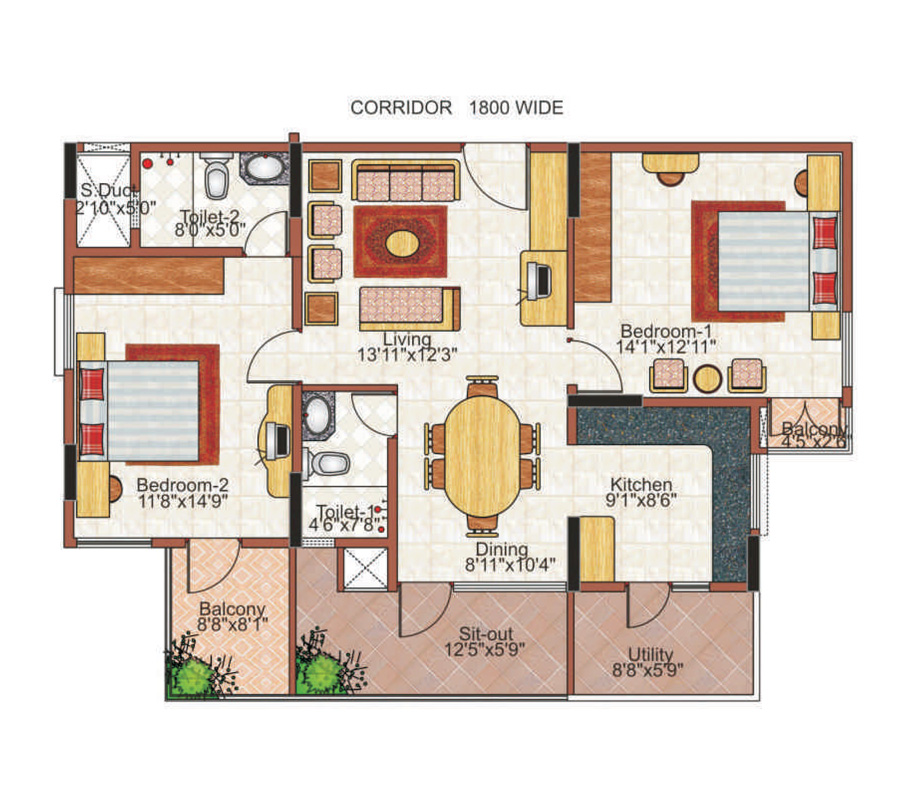 CORRIDOR 1800 WIDE
S.Duct
2'10"x5'0"
Toilet-2
8'0"x5'0"
Living
13'11"x12'3"
Bedroom-1
14'1"x12'11"
Balcony
4'5"x2'6"
Bedroom-2
11'8"x14'9"
Toilet-1
4'6"x7'8"
Kitchen
9'1"x8'6"
Dining
8'11"x10'4"
Balcony
8'8"x8'1"
Sit-out
12'5"x5'9"
Utility
8'8"x5'9"